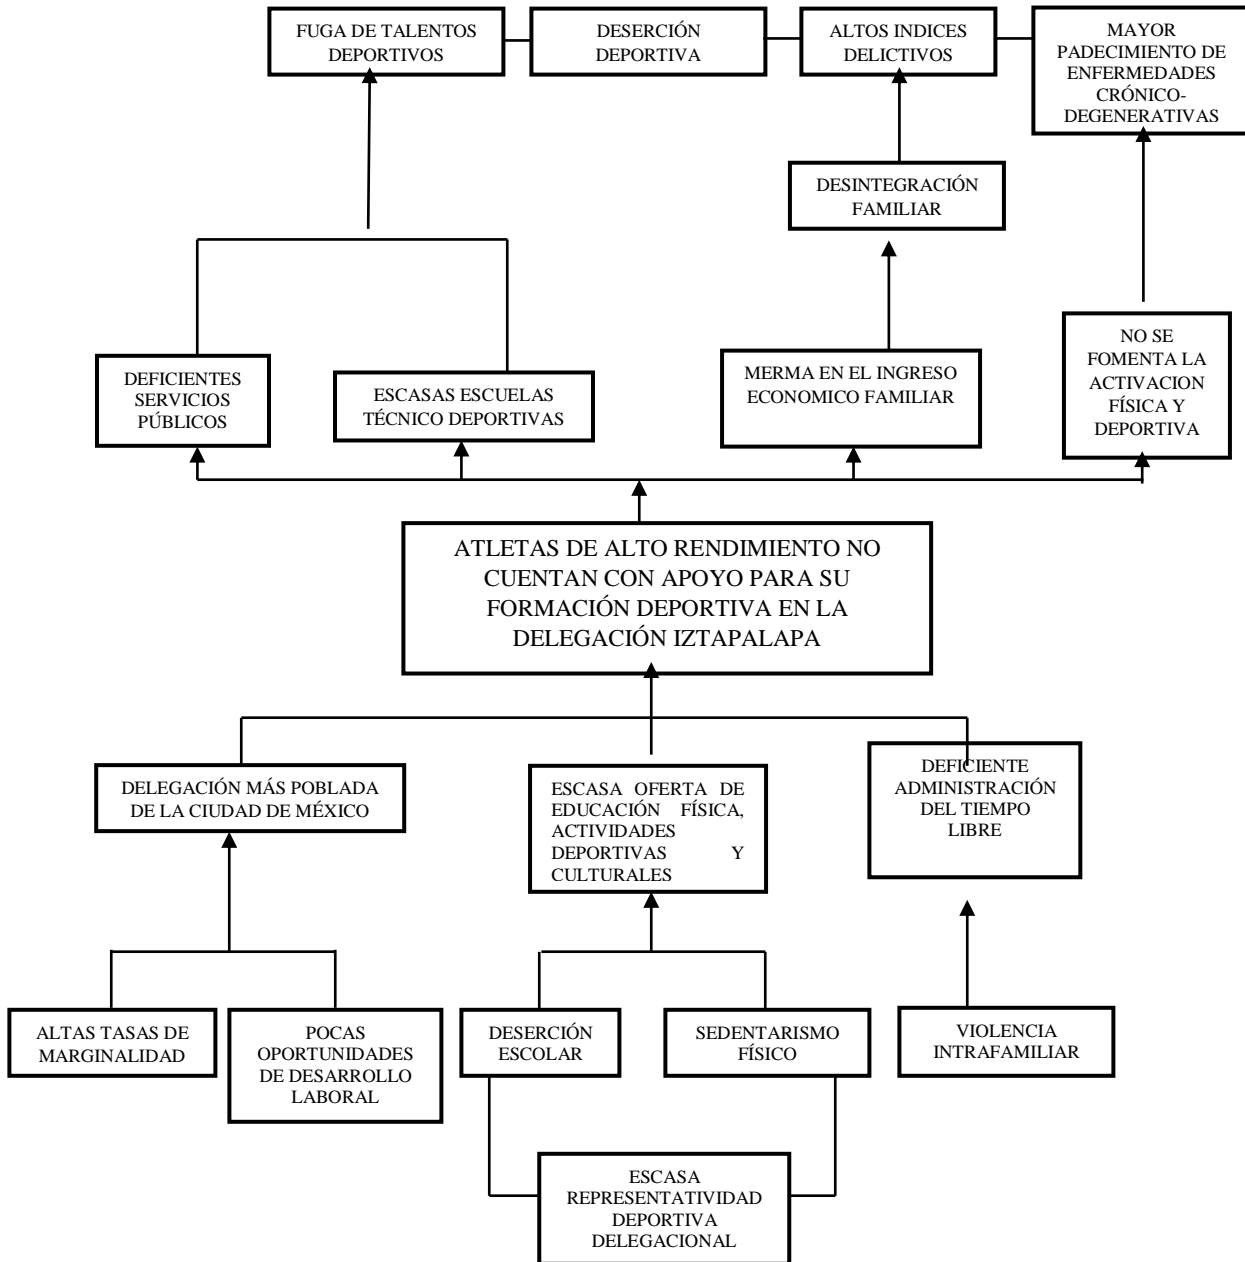 FUGA DE TALENTOS
DEPORTIVOS
DESERCIÓN
DEPORTIVA
ALTOS INDICES
DELICTIVOS
MAYOR
PADECIMIENTO DE
ENFERMEDADES
CRÓNICO-
DEGENERATIVAS
DESINTEGRACIÓN
FAMILIAR
DEFICIENTES
SERVICIOS
PÚBLICOS
ESCASAS ESCUELAS
TÉCNICO DEPORTIVAS
MERMA EN EL INGRESO
ECONOMICO FAMILIAR
NO SE
FOMENTA LA
ACTIVACION
FÍSICA Y
DEPORTIVA
ATLETAS DE ALTO RENDIMIENTO NO
CUENTAN CON APOYO PARA SU
FORMACIÓN DEPORTIVA EN LA
DELEGACIÓN IZTAPALAPA
DELEGACIÓN MÁS POBLADA
DE LA CIUDAD DE MÉXICO
ESCASA OFERTA DE
EDUCACIÓN FÍSICA,
ACTIVIDADES
DEPORTIVAS Y
CULTURALES
DEFICIENTE
ADMINISTRACIÓN
DEL TIEMPO
LIBRE
ALTAS TASAS DE
MARGINALIDAD
POCAS
OPORTUNIDADES
DE DESARROLLO
LABORAL
DESERCIÓN
ESCOLAR
SEDENTARISMO
FÍSICO
VIOLENCIA
INTRAFAMILIAR
ESCASA
REPRESENTATIVIDAD
DEPORTIVA
DELEGACIONAL